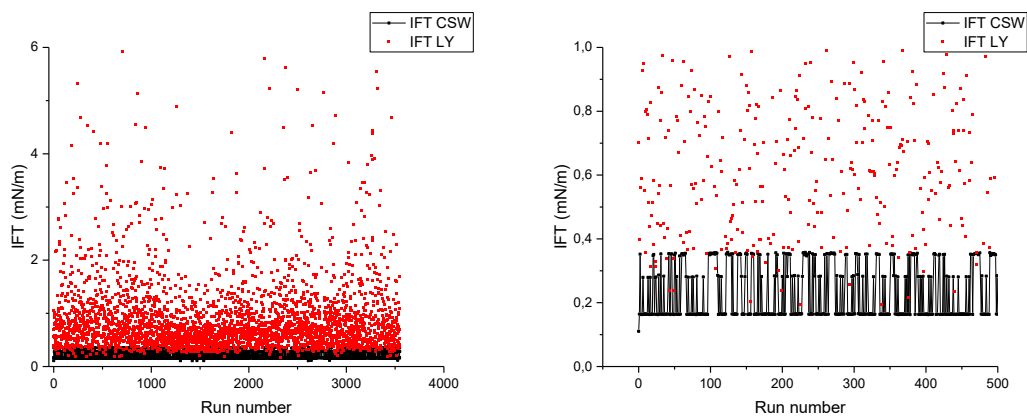 IFT CSW
IFT LY
6
4
2
0
0
1000
2000
3000
4000
IFT (mN/m)
Run number
IFT CSW
IFT LY
1,0
0,8
0,6
0,4
0,2
0,0
0
100
200
300
400
500
IFT (mN/m)
Run number